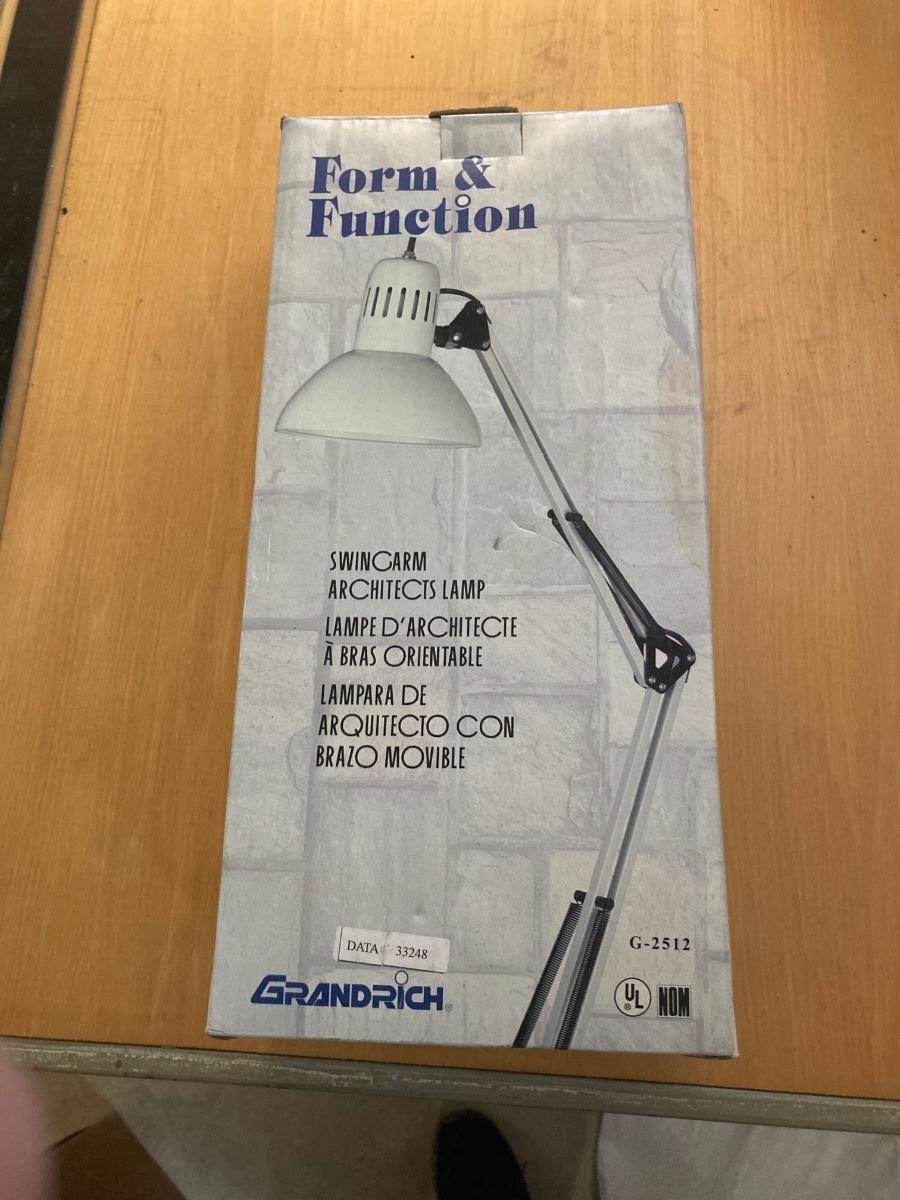 Form &
Function
SWINGARM
ARCHITECTS LAMP
LAMPE D'ARCHITECTE
À BRAS ORIENTABLE
LAMPARA DE
ARQUITECTO CON
BRAZO MOVIBLE
DATA# 33248
G-2512
GRANDRICH®
UL®
NOM